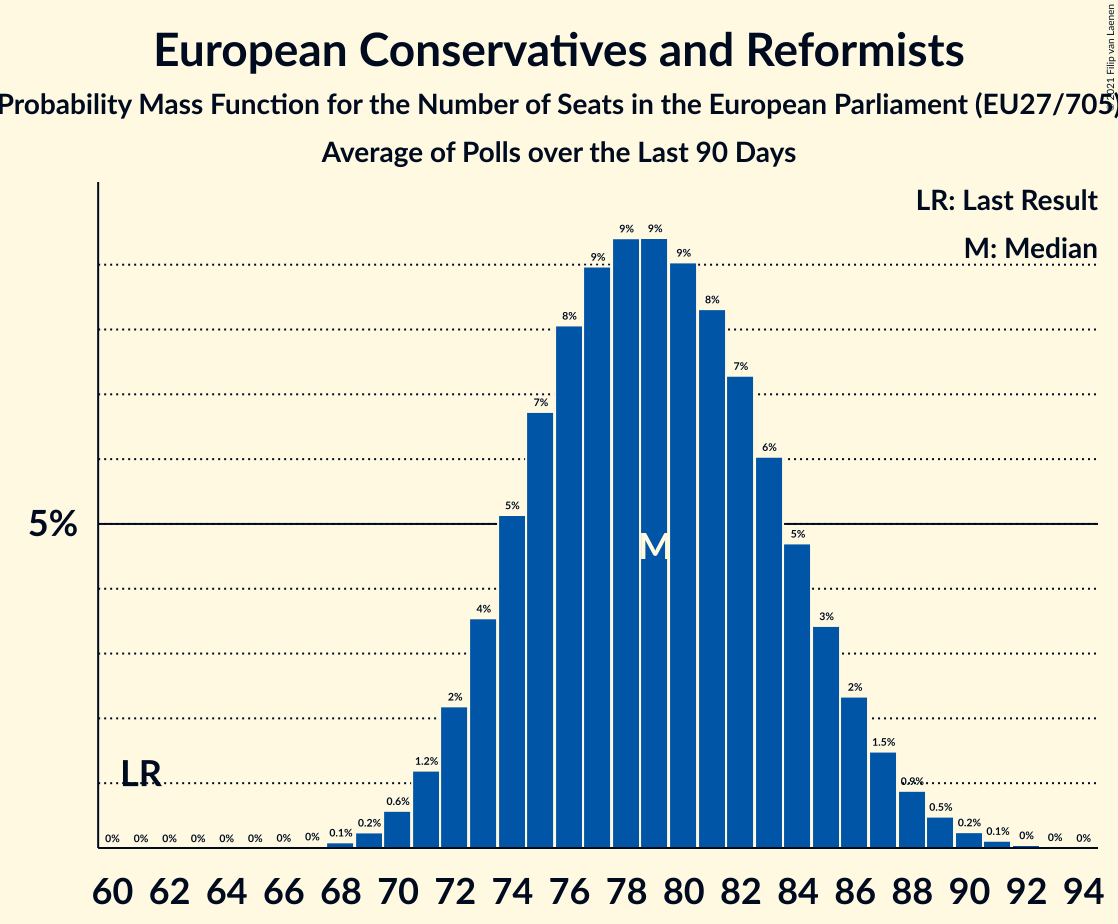 European Conservatives and Reformists
Probability Mass Function for the Number of Seats in the European Parliament (EU27/705)
Average of Polls over the Last 90 Days
© 2021 Filip van Laenen
LR: Last Result
M: Median
5%
0% 0% 0% 0% 0% 0% 0% 0% 0.1% 0.2% 0.6% 1.2% 2% 4% 5% 7% 8% 9% 9% 9% 9% 8% 7% 6% 5% 3% 2% 1.5% 0.9% 0.5% 0.2% 0.1% 0% 0% 0%
M
LR
60 62 64 66 68 70 72 74 76 78 80 82 84 86 88 90 92 94